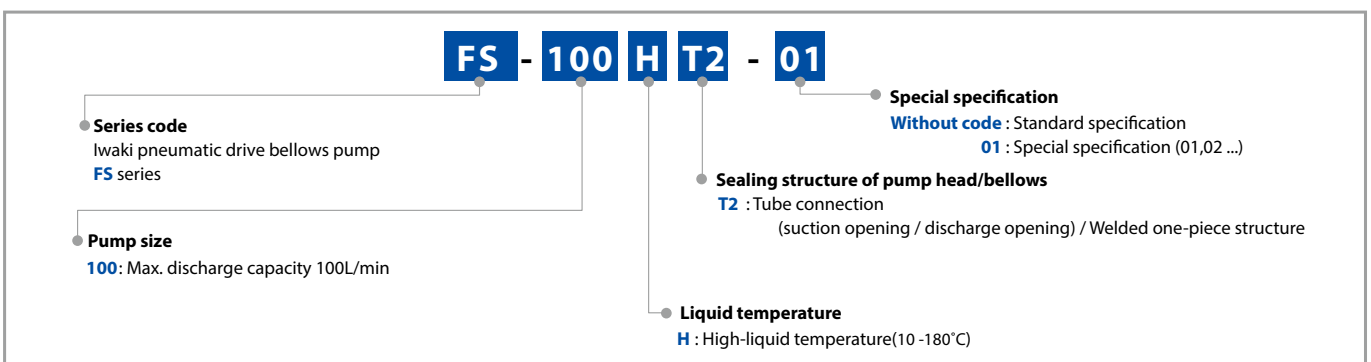 FS - 100 H T2 - 01
Special specification
Without code : Standard specification
01 : Special specification (01,02 ...)
Series code
Iwaki pneumatic drive bellows pump
FS series
Sealing structure of pump head/bellows
T2 : Tube connection
(suction opening / discharge opening) / Welded one-piece structure
Pump size
100: Max. discharge capacity 100L/min
Liquid temperature
H : High-liquid temperature(10 -180˚C)